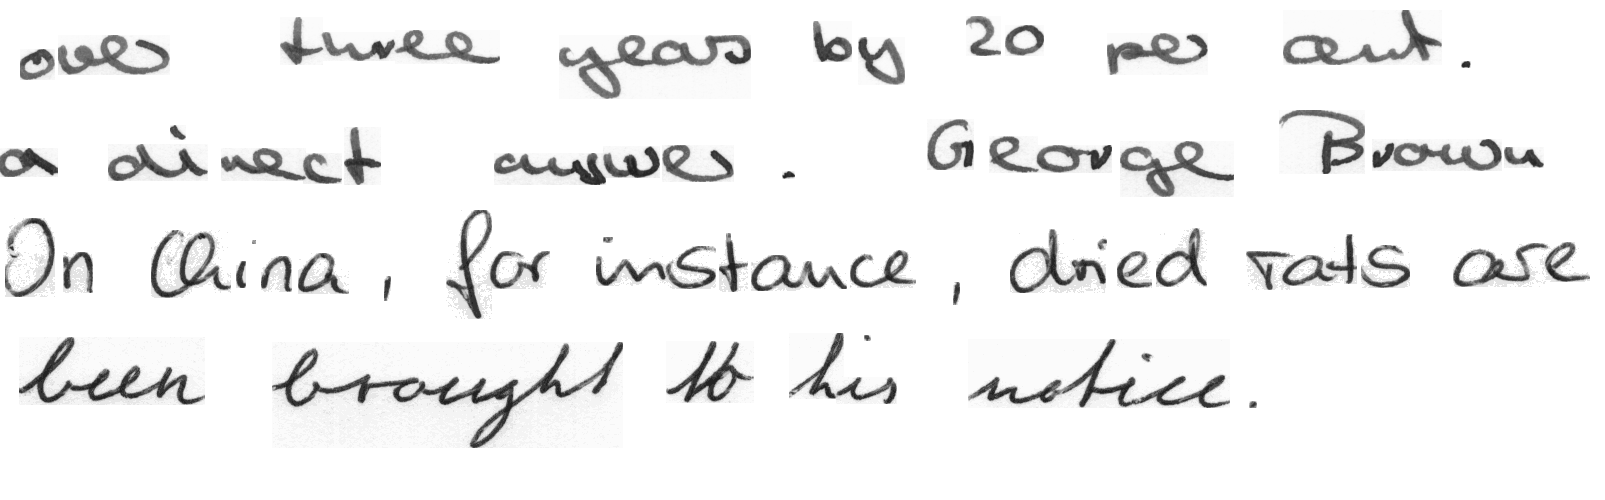 over three years by 20 per cent.
a direct answer. George Brown
In China, for instance, dried rats are
been brought to his notice.